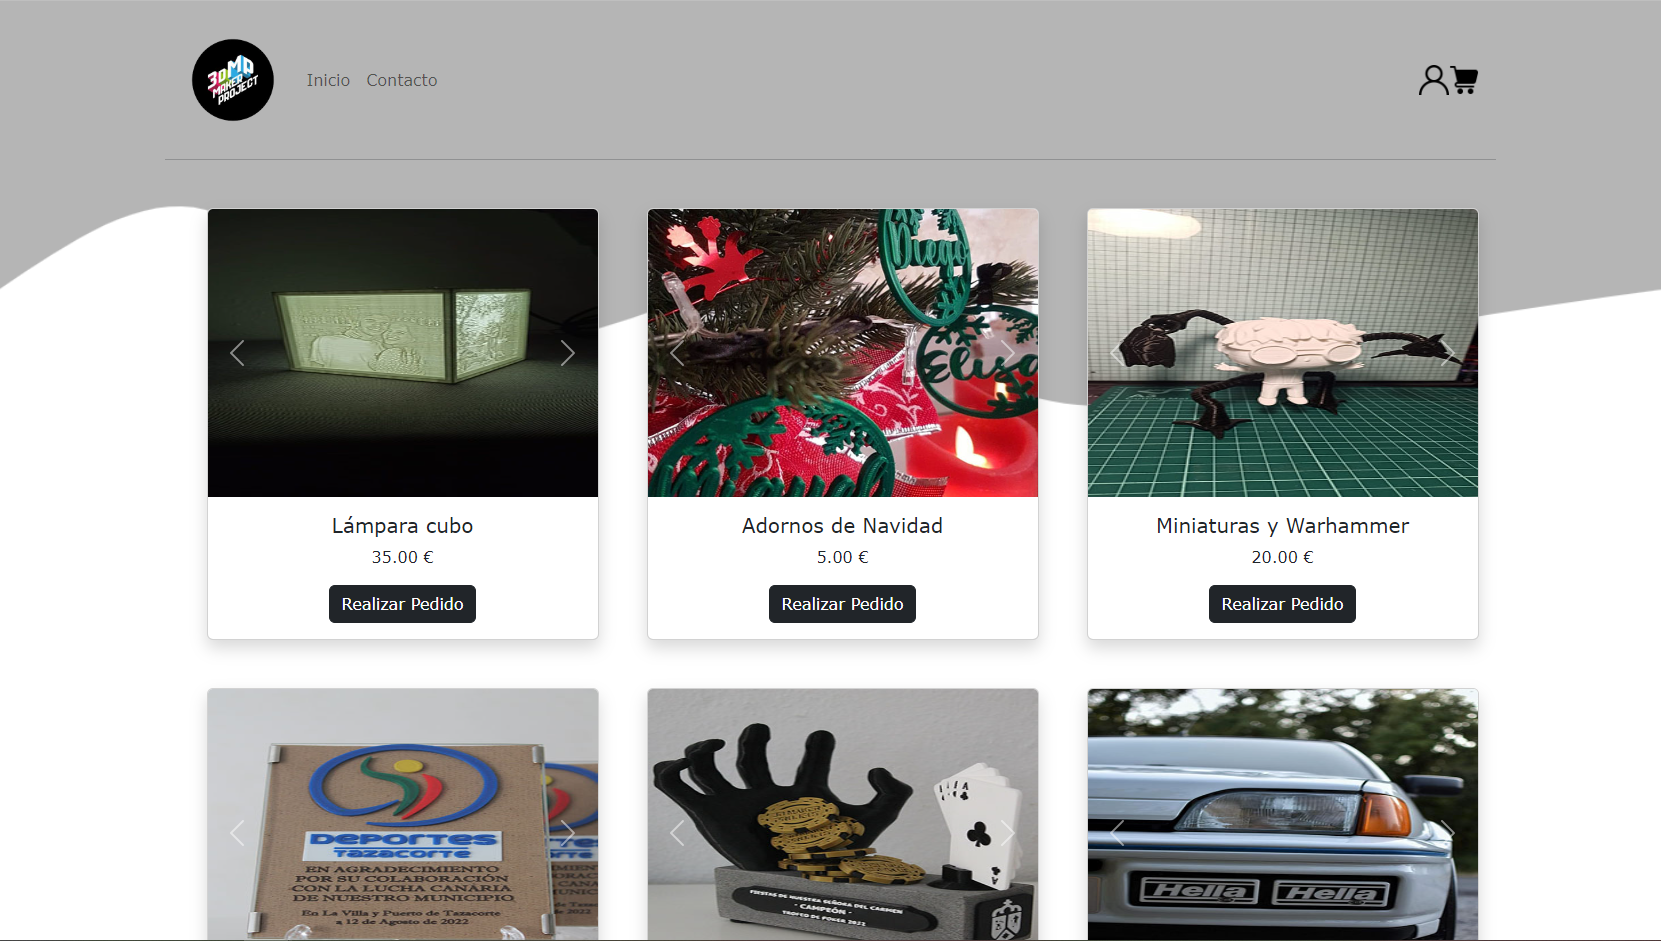 3DMA
MAKER
PROJECT
Inicio
Contacto
Diego
Elisa
Lámpara cubo
35.00 €
Realizar Pedido
Adornos de Navidad
5.00 €
Realizar Pedido
Miniaturas y Warhammer
20.00 €
Realizar Pedido
DEPORTES
TAZACORTE
EN AGRADECIMIENTO
POR SU COLABORACIÓN
CON LA LUCHA CANARIA
DE NUESTRO MUNICIPIO
En La Villa y Puerto de Tazacorte
a 12 de Agosto de 2022
A
A
FIESTAS DE NUESTRA SEÑORA DEL CARMEN
- CAMPEÓN -
TROFEO DE POKER 2022
Hella
Hella